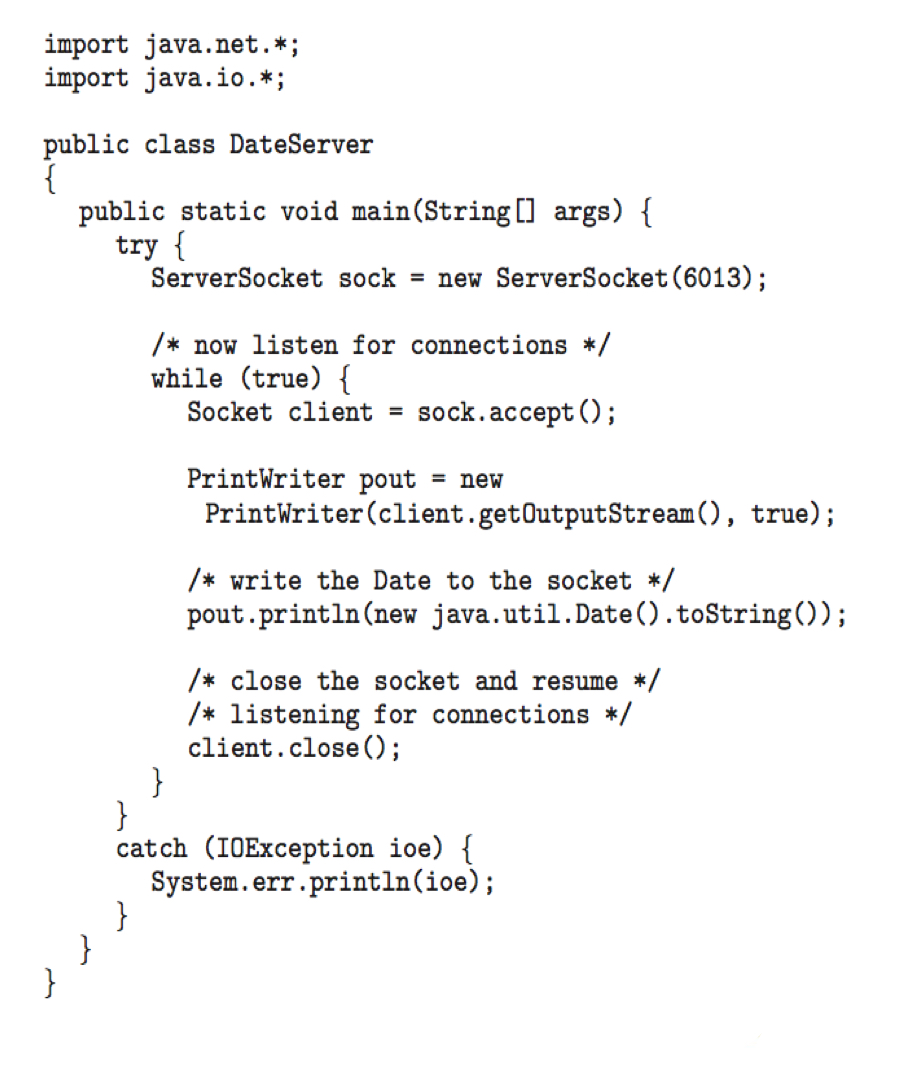 import java.net.*;
import java.io.*;

public class DateServer
{
  public static void main(String[] args) {
    try {
      ServerSocket sock = new ServerSocket(6013);

      /* now listen for connections */
      while (true) {
        Socket client = sock.accept();

        PrintWriter pout = new
         PrintWriter(client.getOutputStream(), true);

        /* write the Date to the socket */
        pout.println(new java.util.Date().toString());

        /* close the socket and resume */
        /* listening for connections */
        client.close();
      }
    }
    catch (IOException ioe) {
      System.err.println(ioe);
    }
  }
}